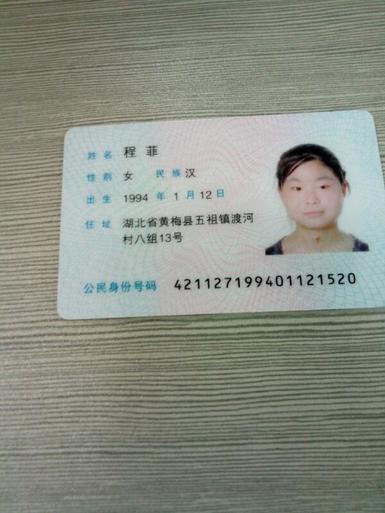 姓名 程菲
性别 女 民族 汉
出生 1994 年 1 月 12 日
住址 湖北省黄梅县五祖镇渡河
村八组13号
公民身份号码 421127199401121520